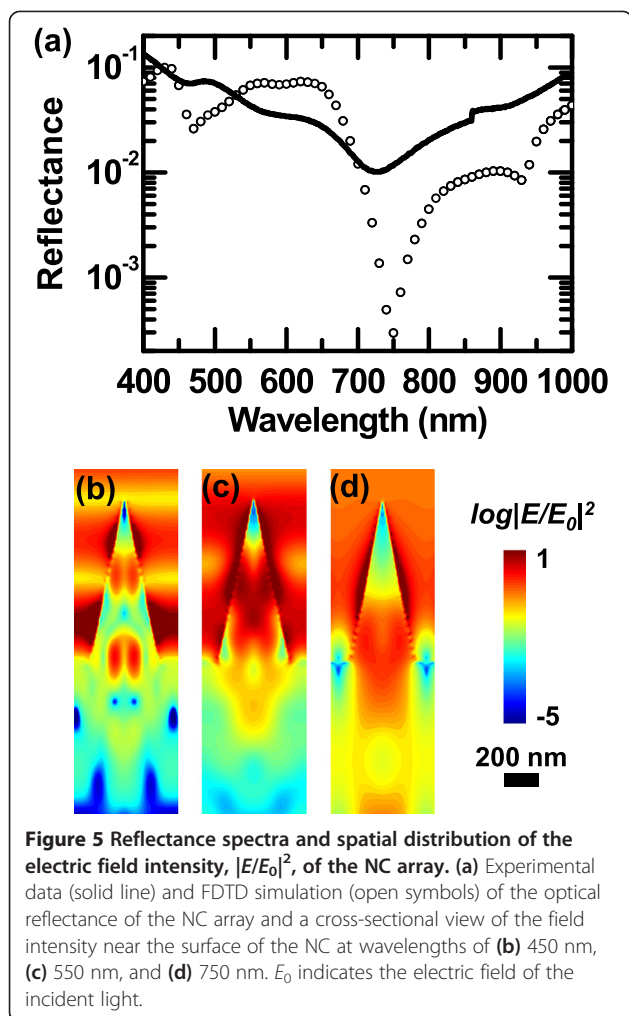 (a)
10⁻¹
10⁻²
10⁻³
Reflectance
400 500 600 700 800 900 1000
Wavelength (nm)
(b) (c) (d)
log|E/E₀|²
1
-5
200 nm
Figure 5 Reflectance spectra and spatial distribution of the
electric field intensity, |E/E₀|², of the NC array. (a) Experimental
data (solid line) and FDTD simulation (open symbols) of the optical
reflectance of the NC array and a cross-sectional view of the field
intensity near the surface of the NC at wavelengths of (b) 450 nm,
(c) 550 nm, and (d) 750 nm. E₀ indicates the electric field of the
incident light.